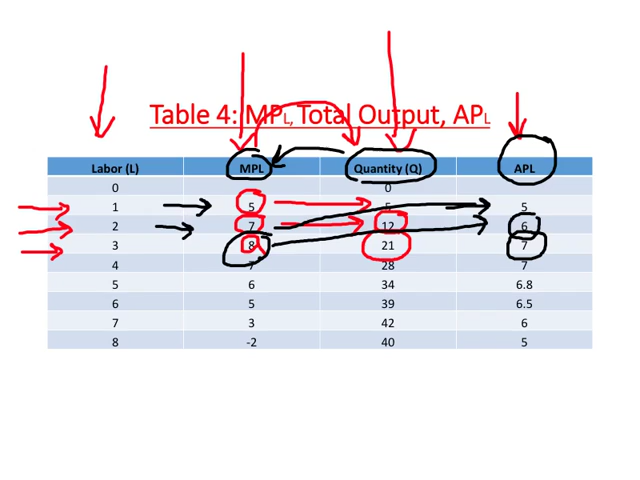 Table 4: MPL, Total Output, APL
Labor (L) MPL Quantity (Q) APL
0 0
1 5 5 5
2 7 12 6
3 21 7
4 7 28 7
5 6 34 6.8
6 5 39 6.5
7 3 42 6
8 -2 40 5